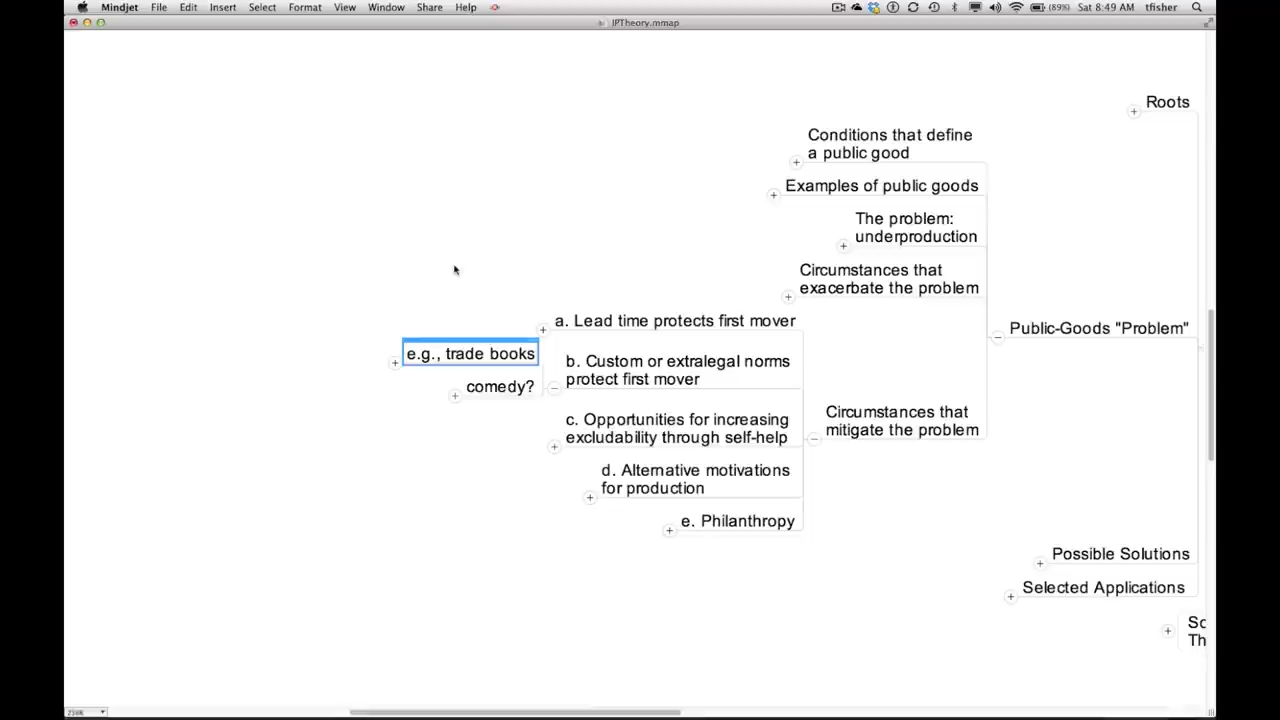 Mindjet File Edit Insert Select Format View Window Share Help (89%) Sat 8:49 AM tfisher
IPTheory.mmap
Roots
Conditions that define
a public good
Examples of public goods
The problem:
underproduction
Circumstances that
exacerbate the problem
a. Lead time protects first mover
Public-Goods "Problem"
e.g., trade books
b. Custom or extralegal norms
protect first mover
comedy?
c. Opportunities for increasing
excludability through self-help
Circumstances that
mitigate the problem
d. Alternative motivations
for production
e. Philanthropy
Possible Solutions
Selected Applications
So
Th